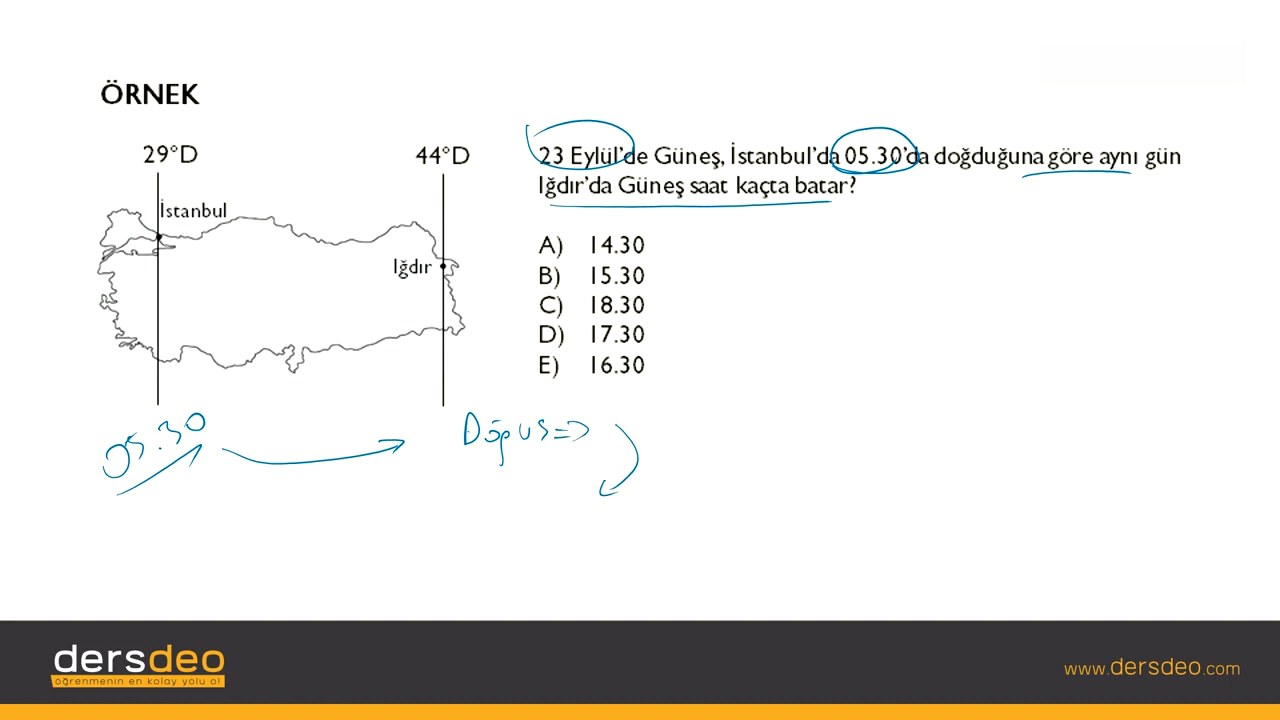 ÖRNEK
29°D
44°D
İstanbul
Iğdır
23 Eylül'de Güneş, İstanbul'da 05.30'da doğduğuna göre aynı gün
Iğdır'da Güneş saat kaçta batar?
A) 14.30
B) 15.30
C) 18.30
D) 17.30
E) 16.30
05.30
Doğuş =>
dersdeo
öğrenmenin en kolay yolu o!
www.dersdeo.com